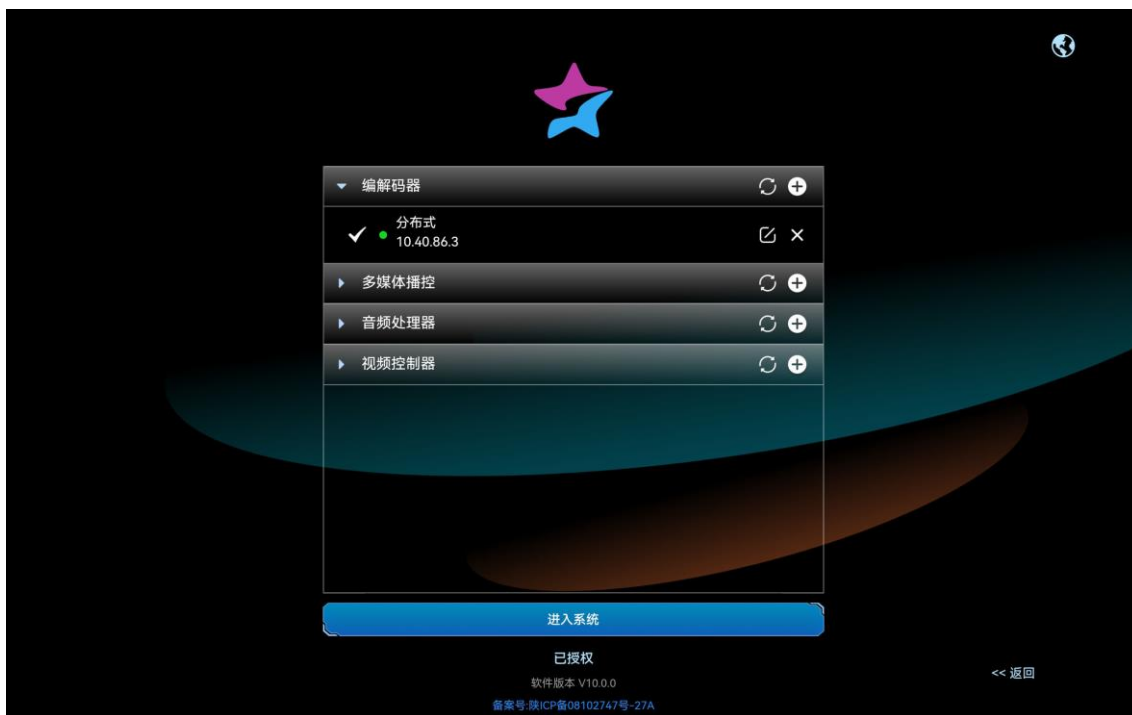 编解码器
分布式
10.40.86.3
多媒体播控
音频处理器
视频控制器
进入系统
已授权
<< 返回
软件版本 V10.0.0
备案号:陕ICP备08102747号-27A